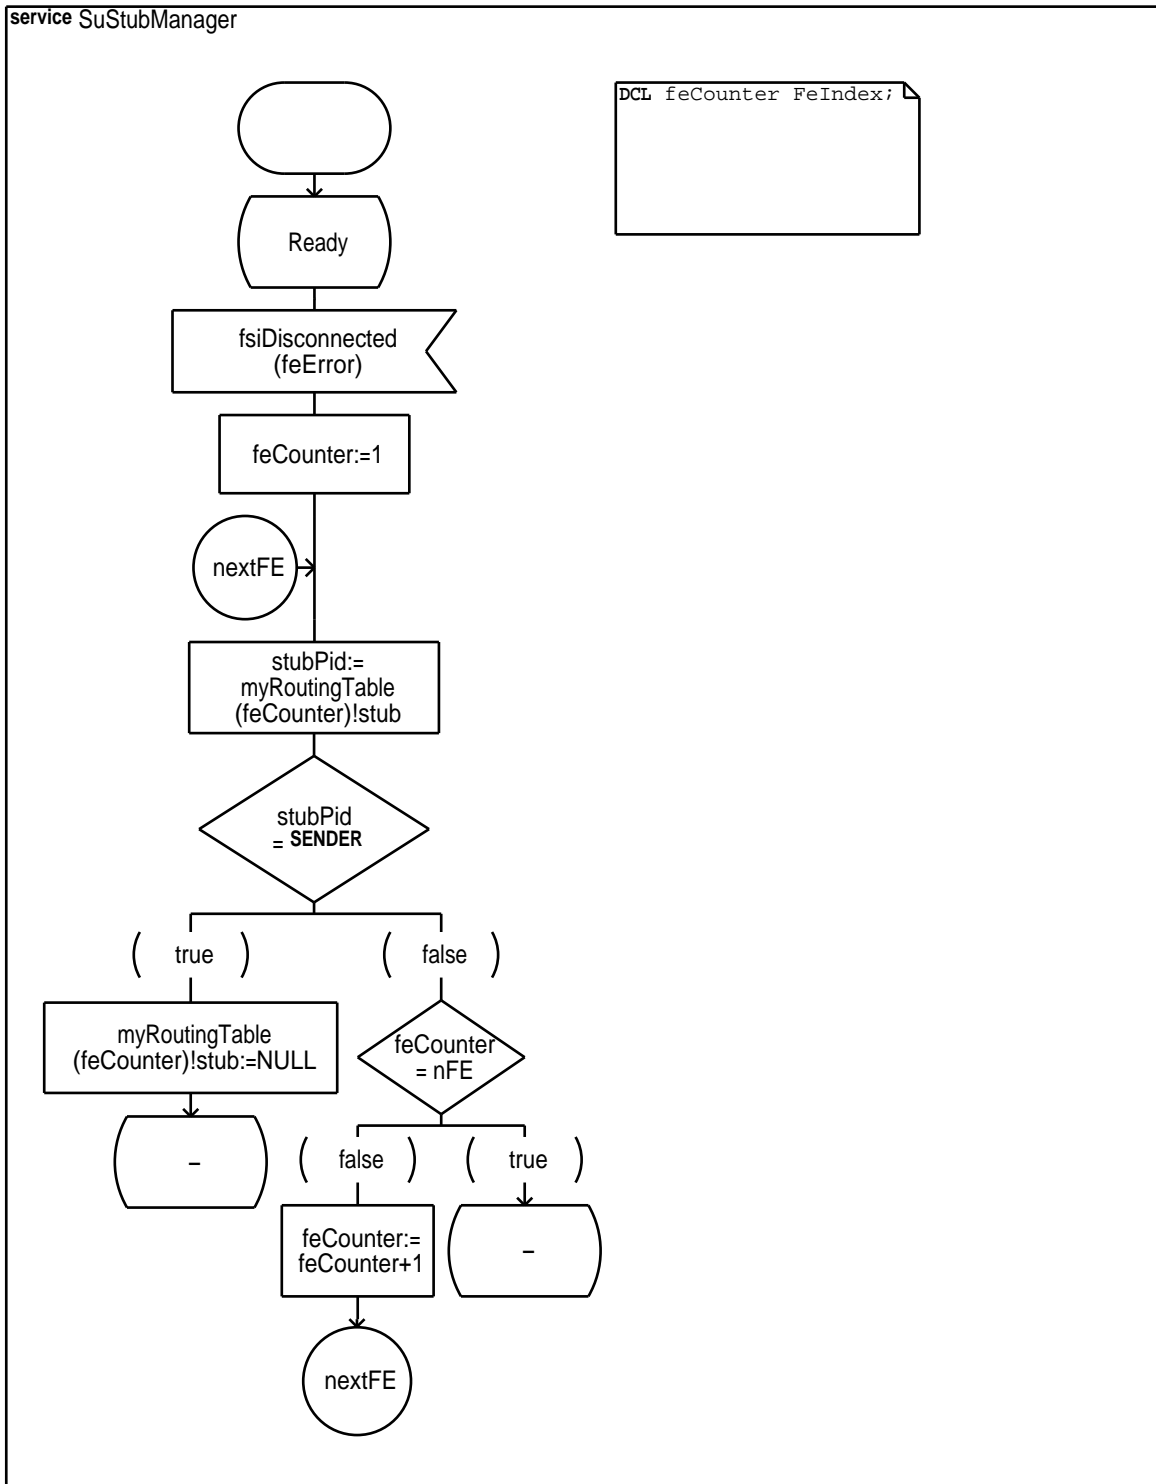 service SuStubManager
DCL feCounter FeIndex;
Ready
fsiDisconnected
(feError)
feCounter:=1
nextFE
stubPid:=
myRoutingTable
(feCounter)!stub
stubPid
= SENDER
( true )
( false )
myRoutingTable
(feCounter)!stub:=NULL
feCounter
= nFE
–
( false )
( true )
feCounter:=
feCounter+1
–
nextFE